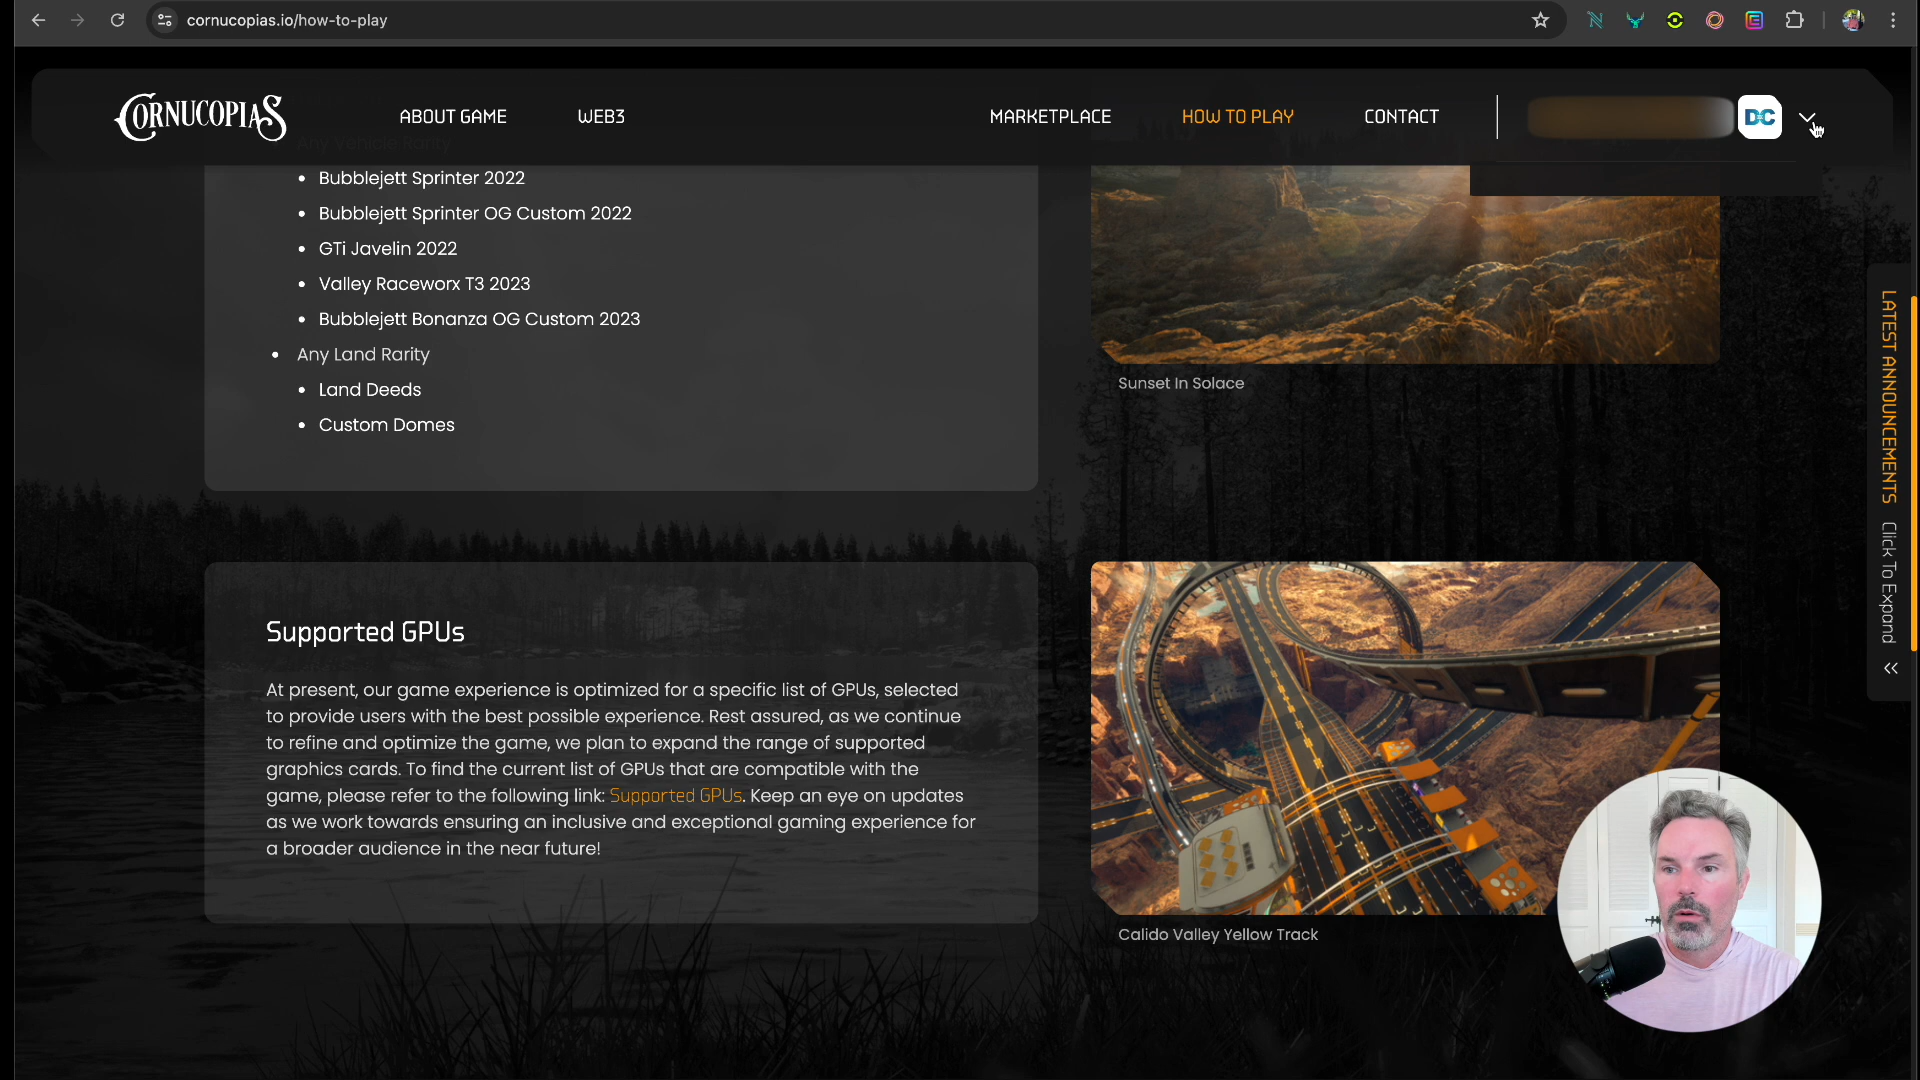 cornucopias.io/how-to-play
CORNUCOPIAS
ABOUT GAME
WEB3
MARKETPLACE
HOW TO PLAY
CONTACT
DC
Any Vehicle Rarity
Bubblejett Sprinter 2022
Bubblejett Sprinter OG Custom 2022
GTi Javelin 2022
Valley Raceworx T3 2023
Bubblejett Bonanza OG Custom 2023
Any Land Rarity
Land Deeds
Custom Domes
Sunset In Solace
LATEST ANNOUNCEMENTS Click To Expand
Supported GPUs
At present, our game experience is optimized for a specific list of GPUs, selected
to provide users with the best possible experience. Rest assured, as we continue
to refine and optimize the game, we plan to expand the range of supported
graphics cards. To find the current list of GPUs that are compatible with the
game, please refer to the following link: Supported GPUs. Keep an eye on updates
as we work towards ensuring an inclusive and exceptional gaming experience for
a broader audience in the near future!
Calido Valley Yellow Track